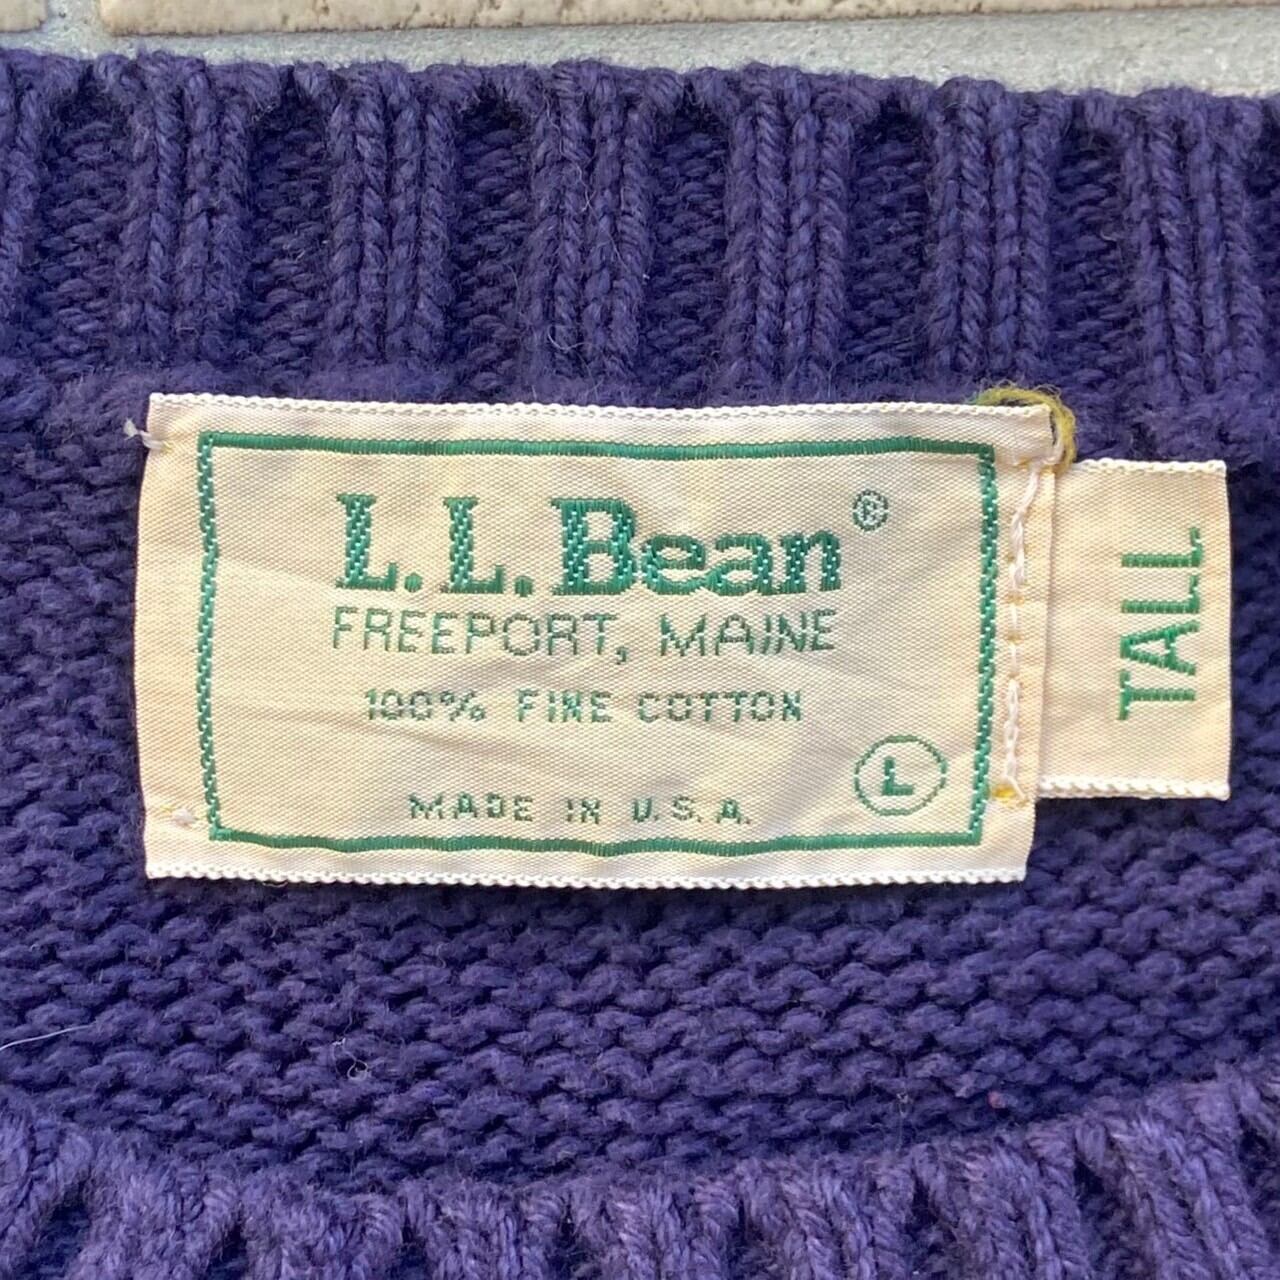 L.L.Bean®
FREEPORT, MAINE
100% FINE COTTON
L
MADE IN U.S.A.
TALL